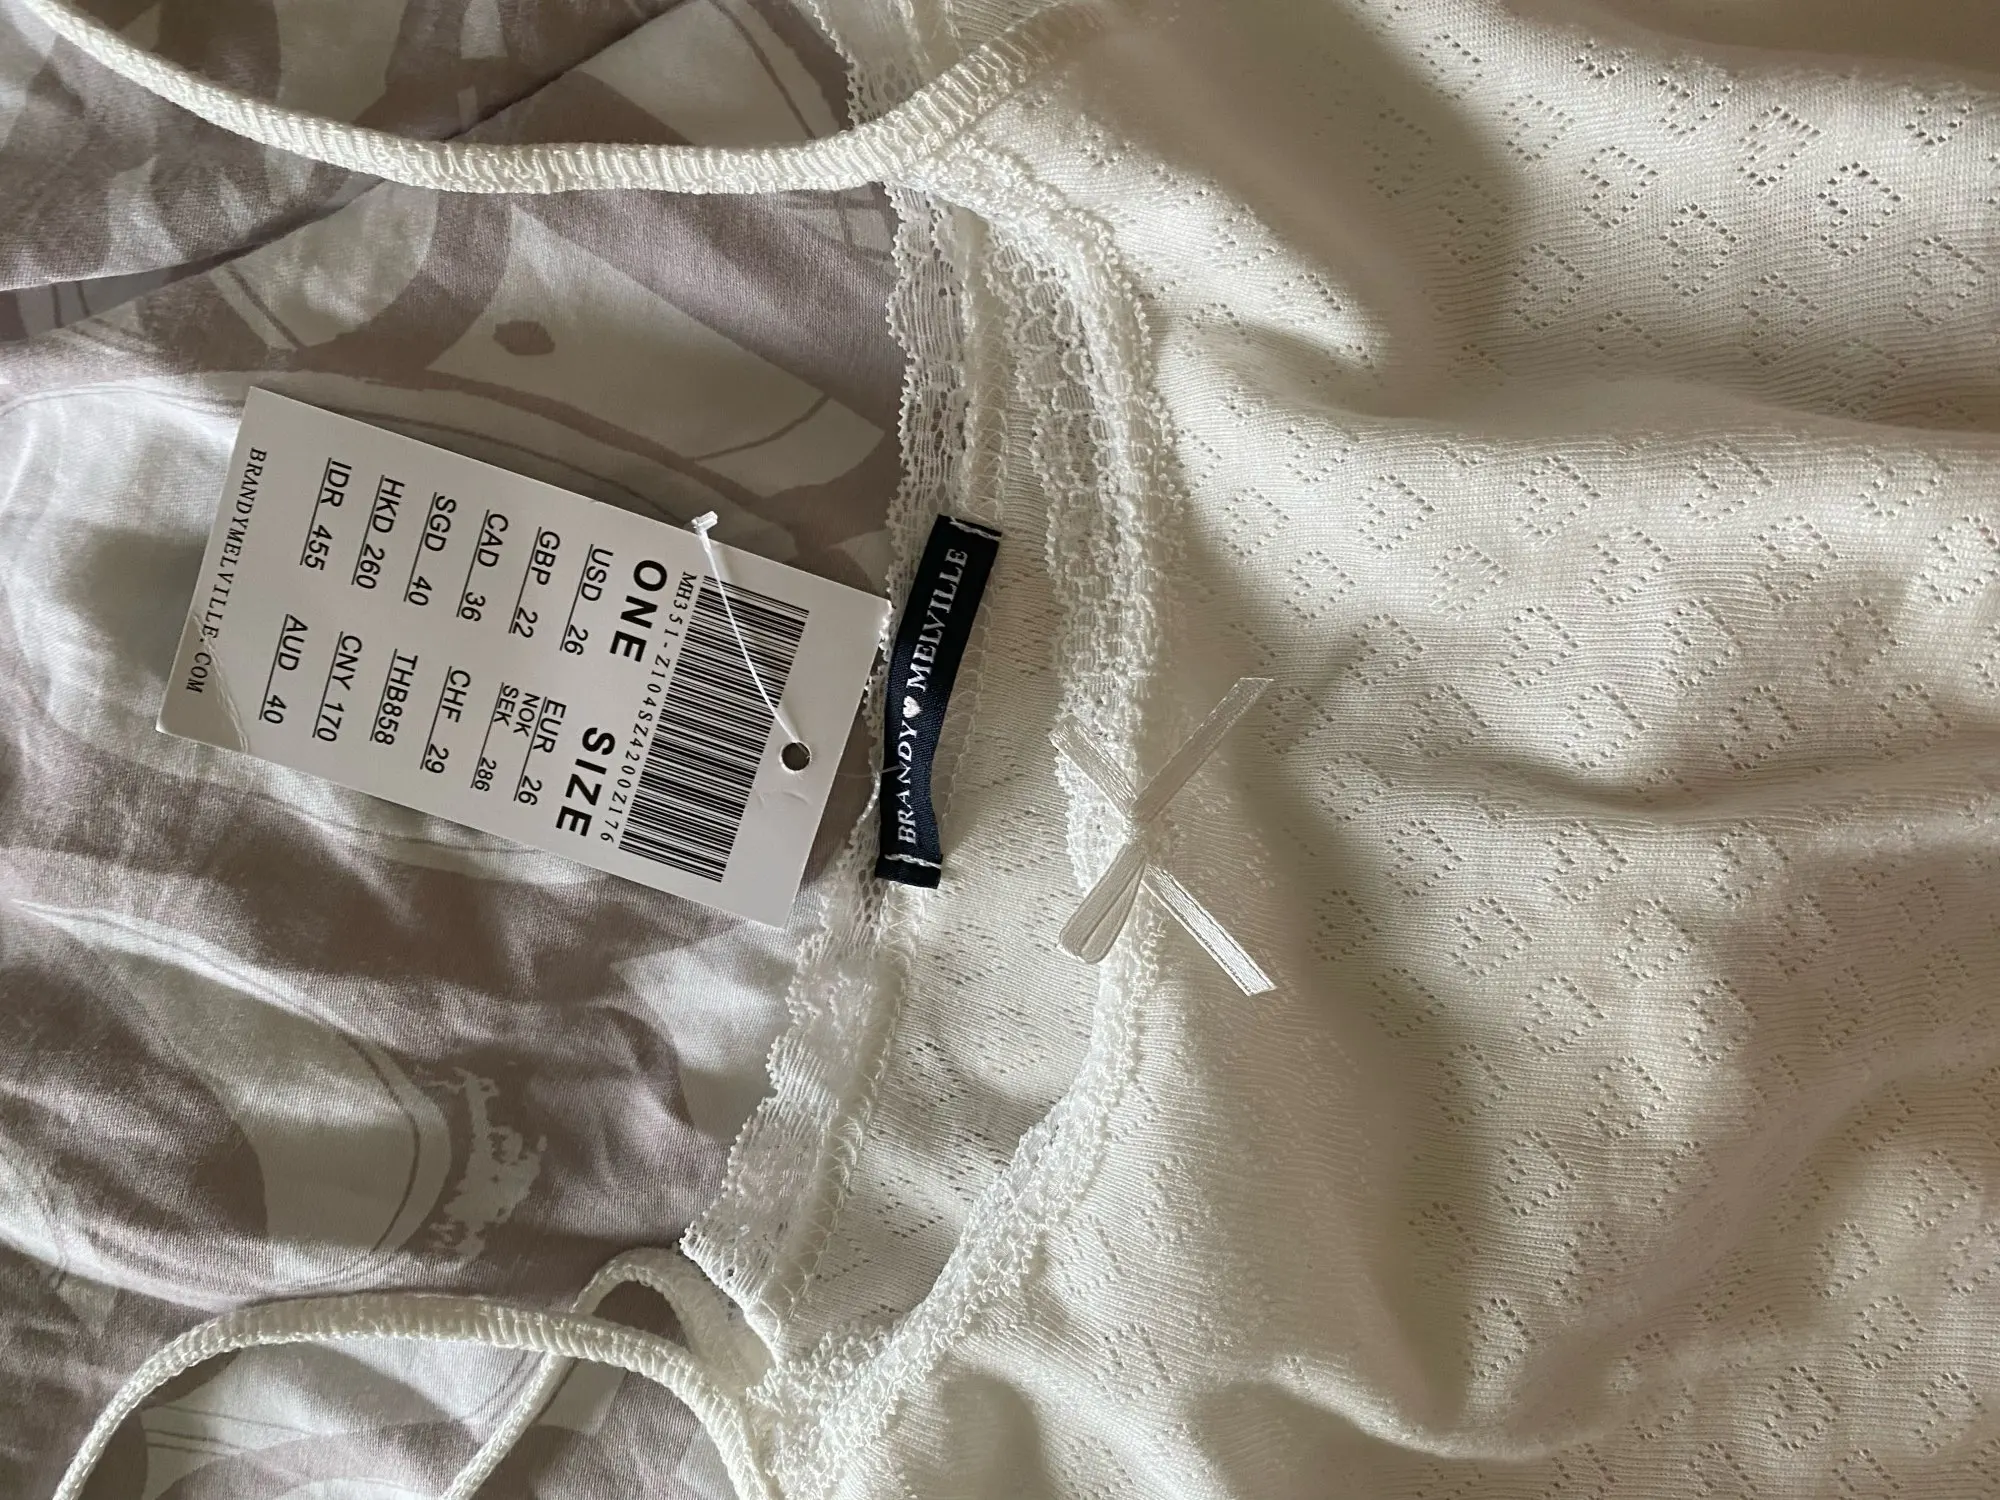 MH351-Z104SZ4200Z176
ONE SIZE
USD 26 EUR 26
GBP 22 NOK SEK 286
CAD 36 CHF 29
SGD 40 THB858
HKD 260 CNY 170
IDR 455 AUD 40
BRANDYMELVILLE.COM
BRANDY MELVILLE